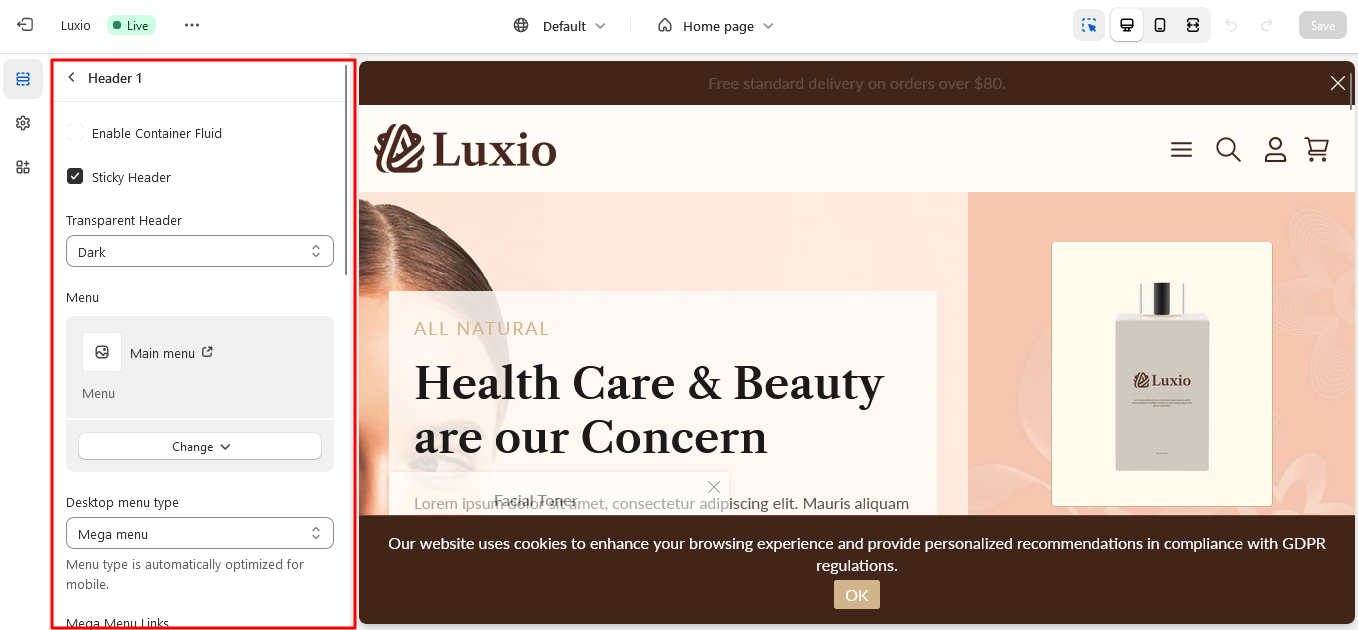 Luxio
Live
Default
Home page
Save
Header 1
Enable Container Fluid
Sticky Header
Transparent Header
Dark
Menu
Main menu
Menu
Change
Desktop menu type
Mega menu
Menu type is automatically optimized for
mobile.
Mega Menu Links
Free standard delivery on orders over $80.
Luxio
ALL NATURAL
Health Care & Beauty
are our Concern
Lorem ipsum dolor sit amet, consectetur adipiscing elit. Mauris aliquam
Facial Toner
Luxio
Our website uses cookies to enhance your browsing experience and provide personalized recommendations in compliance with GDPR
regulations.
OK